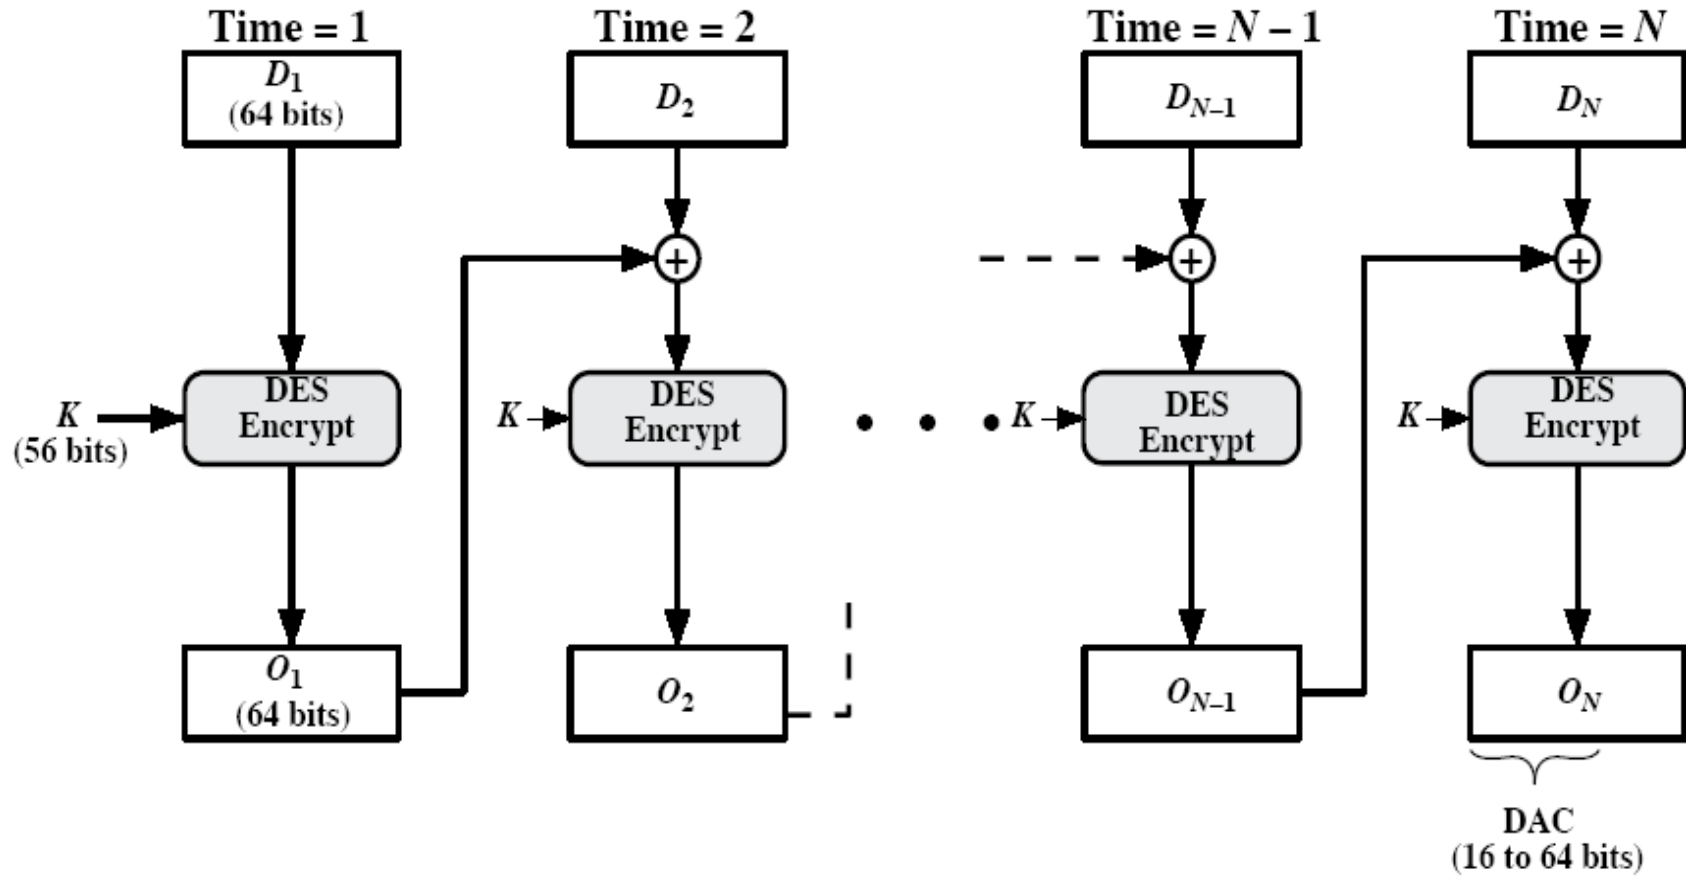 Time = 1
Time = 2
Time = N – 1
Time = N
D1
(64 bits)
D2
DN–1
DN
+
+
+
K
(56 bits)
DES
Encrypt
K
DES
Encrypt
K
DES
Encrypt
K
DES
Encrypt
O1
(64 bits)
O2
ON–1
ON
DAC
(16 to 64 bits)